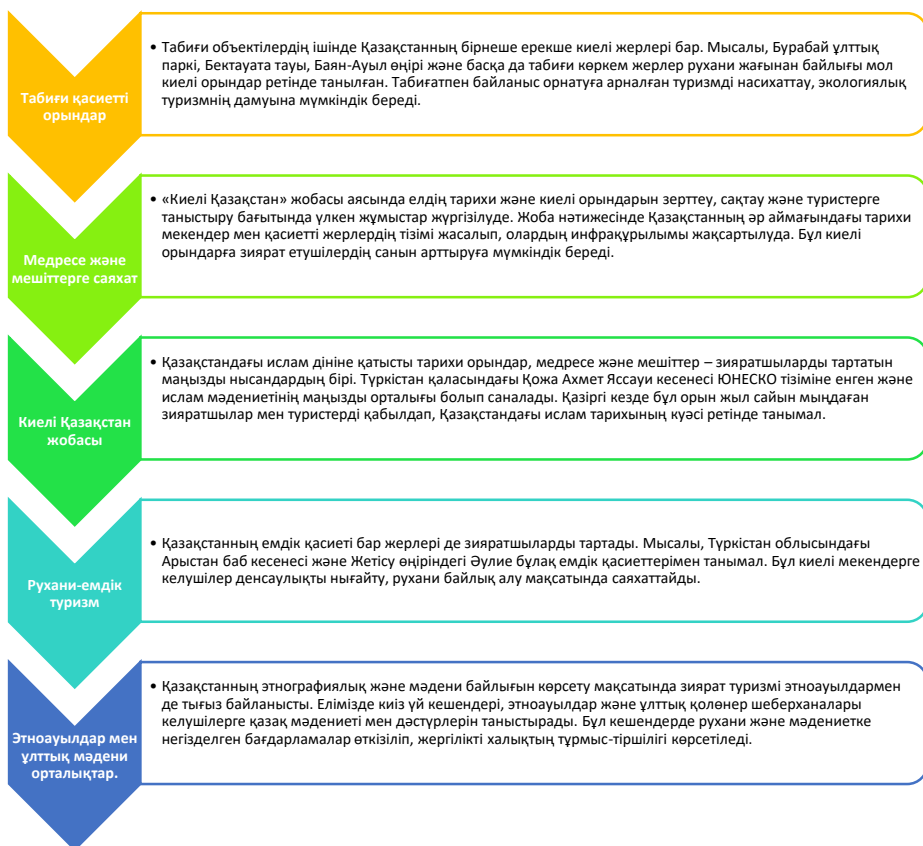 Табиғи қасиетті
орындар
• Табиғи объектілердің ішінде Қазақстанның бірнеше ерекше киелі жерлері бар. Мысалы, Бурабай ұлттық
паркі, Бектауата тауы, Баян-Ауыл өңірі және басқа да табиғи көркем жерлер рухани жағынан байлығы мол
киелі орындар ретінде танылған. Табиғатпен байланыс орнатуға арналған туризмді насихаттау, экологиялық
туризмнің дамуына мүмкіндік береді.
Медресе және
мешіттерге саяхат
• «Киелі Қазақстан» жобасы аясында елдің тарихи және киелі орындарын зерттеу, сақтау және туристерге
таныстыру бағытында үлкен жұмыстар жүргізілуде. Жоба нәтижесінде Қазақстанның әр аймағындағы тарихи
мекендер мен қасиетті жерлердің тізімі жасалып, олардың инфрақұрылымы жақсартылуда. Бұл киелі
орындарға зиярат етушілердің санын арттыруға мүмкіндік береді.
Киелі Қазақстан
жобасы
• Қазақстандағы ислам дініне қатысты тарихи орындар, медресе және мешіттер – зияратшыларды тартатын
маңызды нысандардың бірі. Түркістан қаласындағы Қожа Ахмет Яссауи кесенесі ЮНЕСКО тізіміне енген және
ислам мәдениетінің маңызды орталығы болып саналады. Қазіргі кезде бұл орын жыл сайын мыңдаған
зияратшылар мен туристерді қабылдап, Қазақстандағы ислам тарихының куәсі ретінде танымал.
Рухани-емдік
туризм
• Қазақстанның емдік қасиеті бар жерлері де зияратшыларды тартады. Мысалы, Түркістан облысындағы
Арыстан баб кесенесі және Жетісу өңіріндегі Әулие бұлақ емдік қасиеттерімен танымал. Бұл киелі мекендерге
келушілер денсаулықты нығайту, рухани байлық алу мақсатында саяхаттайды.
Этноауылдар мен
ұлттық мәдени
орталықтар.
• Қазақстанның этнографиялық және мәдени байлығын көрсету мақсатында зиярат туризмі этноауылдармен
де тығыз байланысты. Елімізде киіз үй кешендері, этноауылдар және ұлттық қолөнер шеберханалары
келушілерге қазақ мәдениеті мен дәстүрлерін таныстырады. Бұл кешендерде рухани және мәдениетке
негізделген бағдарламалар өткізіліп, жергілікті халықтың тұрмыс-тіршілігі көрсетіледі.